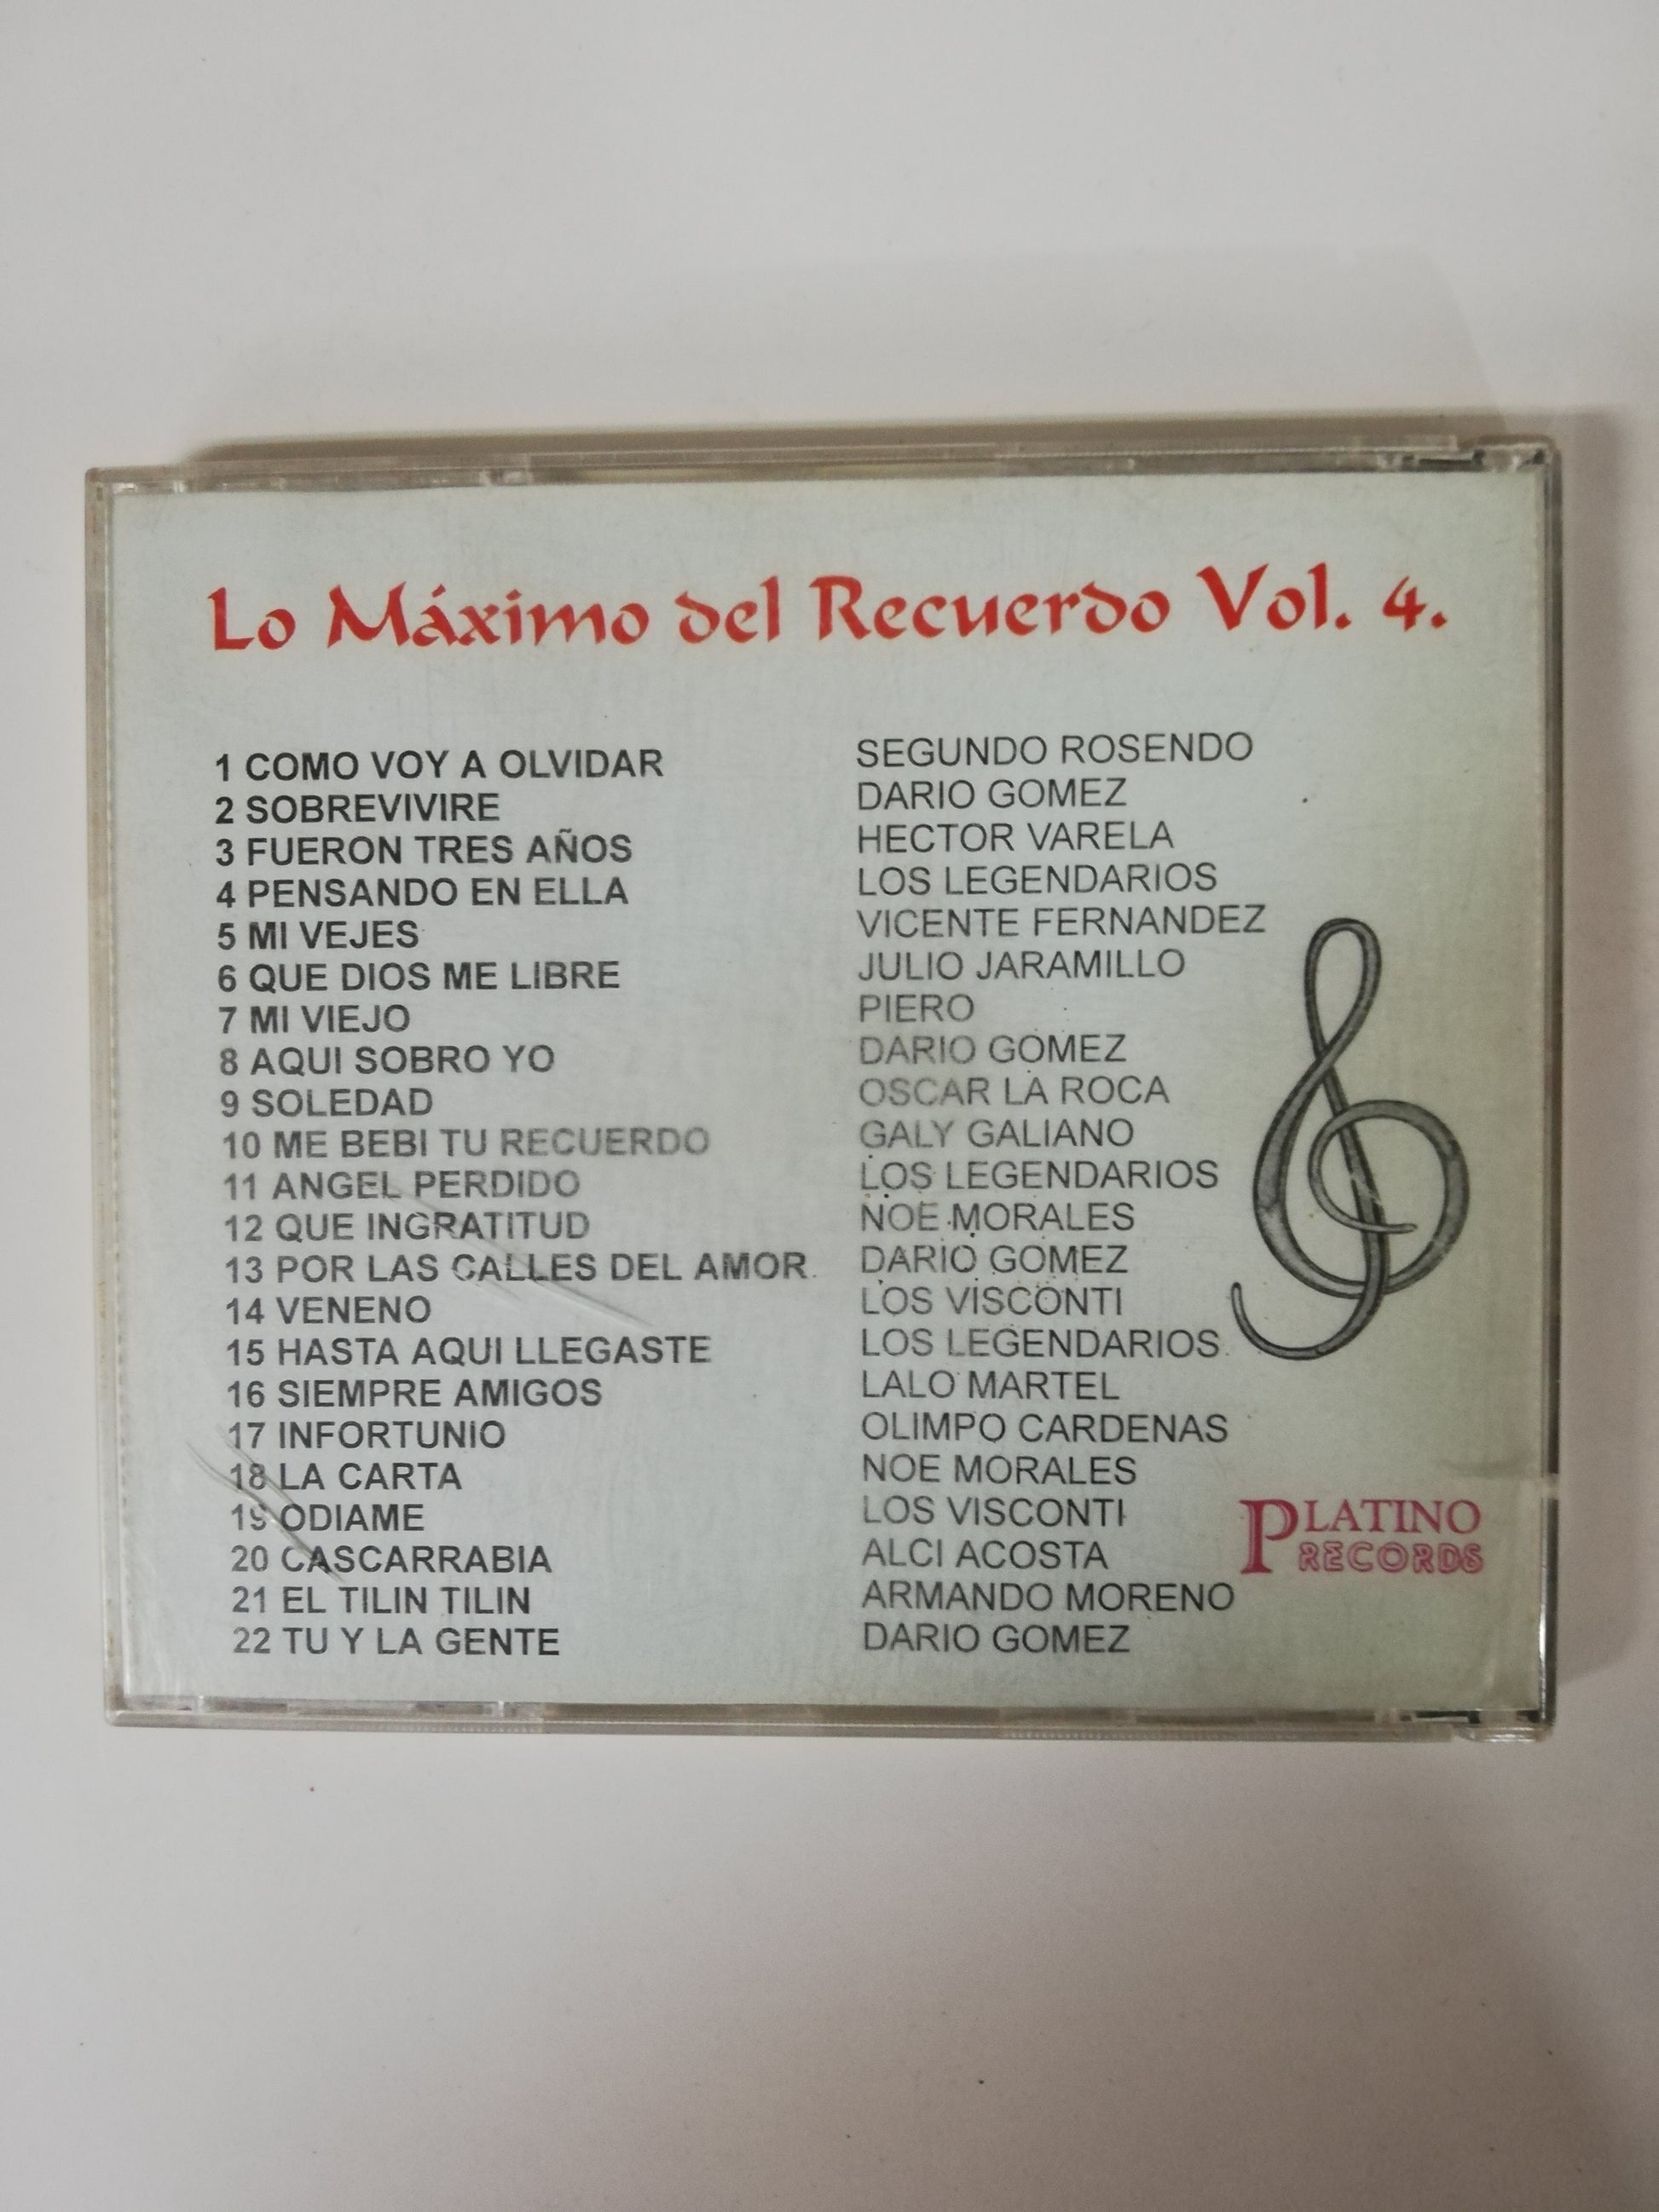 Lo Máximo del Recuerdo Vol. 4.
1 COMO VOY A OLVIDAR SEGUNDO ROSENDO
2 SOBREVIVIRE DARIO GOMEZ
3 FUERON TRES AÑOS HECTOR VARELA
4 PENSANDO EN ELLA LOS LEGENDARIOS
5 MI VEJES VICENTE FERNANDEZ
6 QUE DIOS ME LIBRE JULIO JARAMILLO
7 MI VIEJO PIERO
8 AQUI SOBRO YO DARIO GOMEZ
9 SOLEDAD OSCAR LA ROCA
10 ME BEBI TU RECUERDO GALY GALIANO
11 ANGEL PERDIDO LOS LEGENDARIOS
12 QUE INGRATITUD NOE MORALES
13 POR LAS CALLES DEL AMOR DARIO GOMEZ
14 VENENO LOS VISCONTI
15 HASTA AQUI LLEGASTE LOS LEGENDARIOS
16 SIEMPRE AMIGOS LALO MARTEL
17 INFORTUNIO OLIMPO CARDENAS
18 LA CARTA NOE MORALES
19 ODIAME LOS VISCONTI
20 CASCARRABIA ALCI ACOSTA
21 EL TILIN TILIN ARMANDO MORENO
22 TU Y LA GENTE DARIO GOMEZ
PLATINO
RECORDS